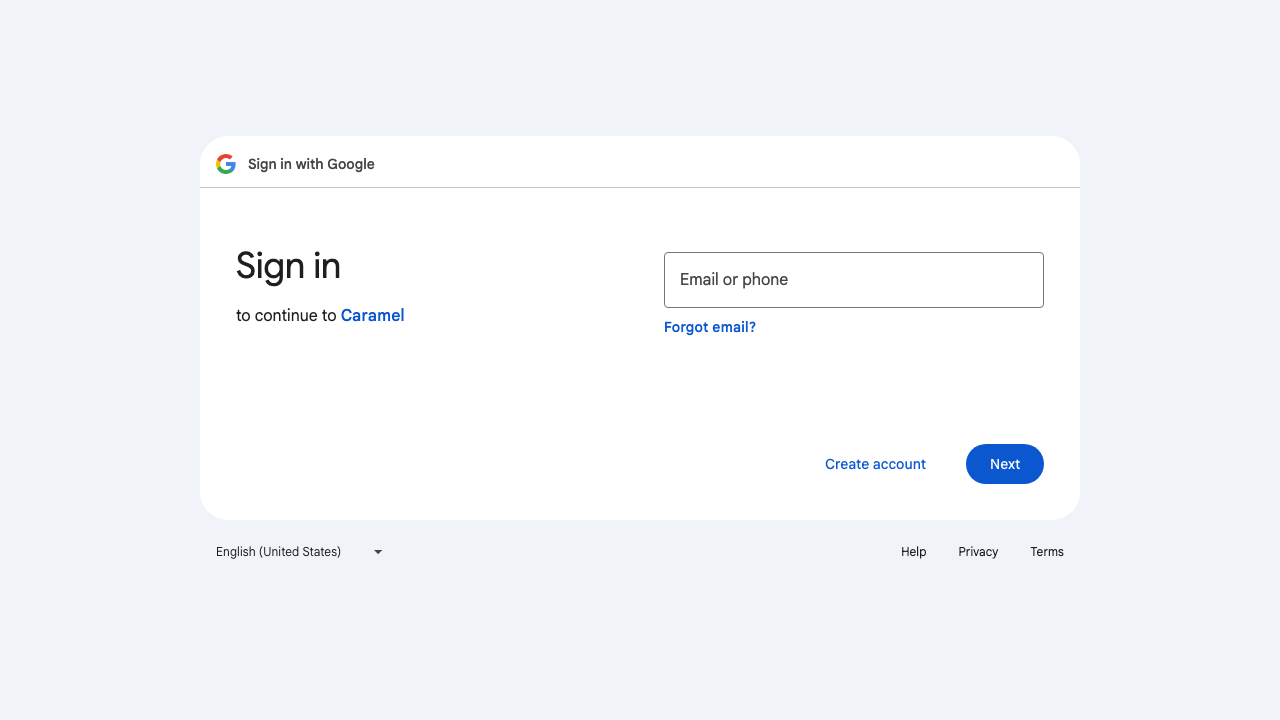 Sign in with Google
Sign in
to continue to Caramel
Email or phone
Forgot email?
Create account
Next
English (United States)
Help
Privacy
Terms